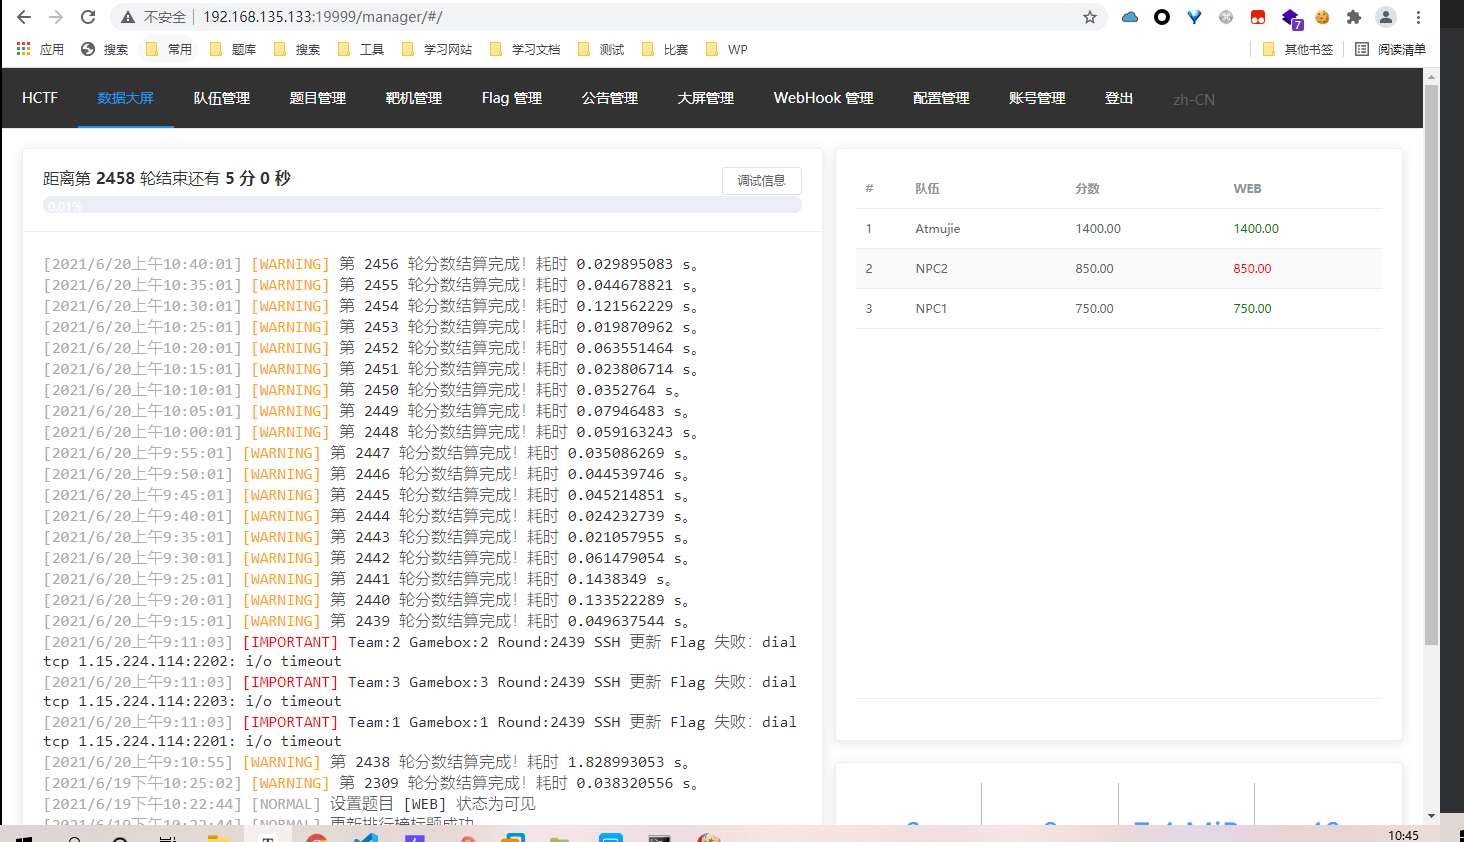 不安全 192.168.135.133:19999/manager/#/
7
应用 搜索 常用 题库 搜索 工具 学习网站 学习文档 测试 比赛 WP 其他书签 阅读清单
HCTF 数据大屏 队伍管理 题目管理 靶机管理 Flag 管理 公告管理 大屏管理 WebHook 管理 配置管理 账号管理 登出 zh-CN
距离第 2458 轮结束还有 5 分 0 秒
调试信息
0.01%
[2021/6/20上午10:40:01] [WARNING] 第 2456 轮分数结算完成！耗时 0.029895083 s。
[2021/6/20上午10:35:01] [WARNING] 第 2455 轮分数结算完成！耗时 0.044678821 s。
[2021/6/20上午10:30:01] [WARNING] 第 2454 轮分数结算完成！耗时 0.121562229 s。
[2021/6/20上午10:25:01] [WARNING] 第 2453 轮分数结算完成！耗时 0.019870962 s。
[2021/6/20上午10:20:01] [WARNING] 第 2452 轮分数结算完成！耗时 0.063551464 s。
[2021/6/20上午10:15:01] [WARNING] 第 2451 轮分数结算完成！耗时 0.023806714 s。
[2021/6/20上午10:10:01] [WARNING] 第 2450 轮分数结算完成！耗时 0.0352764 s。
[2021/6/20上午10:05:01] [WARNING] 第 2449 轮分数结算完成！耗时 0.07946483 s。
[2021/6/20上午10:00:01] [WARNING] 第 2448 轮分数结算完成！耗时 0.059163243 s。
[2021/6/20上午9:55:01] [WARNING] 第 2447 轮分数结算完成！耗时 0.035086269 s。
[2021/6/20上午9:50:01] [WARNING] 第 2446 轮分数结算完成！耗时 0.044539746 s。
[2021/6/20上午9:45:01] [WARNING] 第 2445 轮分数结算完成！耗时 0.045214851 s。
[2021/6/20上午9:40:01] [WARNING] 第 2444 轮分数结算完成！耗时 0.024232739 s。
[2021/6/20上午9:35:01] [WARNING] 第 2443 轮分数结算完成！耗时 0.021057955 s。
[2021/6/20上午9:30:01] [WARNING] 第 2442 轮分数结算完成！耗时 0.061479054 s。
[2021/6/20上午9:25:01] [WARNING] 第 2441 轮分数结算完成！耗时 0.1438349 s。
[2021/6/20上午9:20:01] [WARNING] 第 2440 轮分数结算完成！耗时 0.133522289 s。
[2021/6/20上午9:15:01] [WARNING] 第 2439 轮分数结算完成！耗时 0.049637544 s。
[2021/6/20上午9:11:03] [IMPORTANT] Team:2 Gamebox:2 Round:2439 SSH 更新 Flag 失败：dial
tcp 1.15.224.114:2202: i/o timeout
[2021/6/20上午9:11:03] [IMPORTANT] Team:3 Gamebox:3 Round:2439 SSH 更新 Flag 失败：dial
tcp 1.15.224.114:2203: i/o timeout
[2021/6/20上午9:11:03] [IMPORTANT] Team:1 Gamebox:1 Round:2439 SSH 更新 Flag 失败：dial
tcp 1.15.224.114:2201: i/o timeout
[2021/6/20上午9:10:55] [WARNING] 第 2438 轮分数结算完成！耗时 1.828993053 s。
[2021/6/19下午10:25:02] [WARNING] 第 2309 轮分数结算完成！耗时 0.038320556 s。
[2021/6/19下午10:22:44] [NORMAL] 设置题目 [WEB] 状态为可见
[2021/6/19下午10:22:44] [NORMAL] 更新排行榜标题成功
# 队伍 分数 WEB
1 Atmujie 1400.00 1400.00
2 NPC2 850.00 850.00
3 NPC1 750.00 750.00
10:45